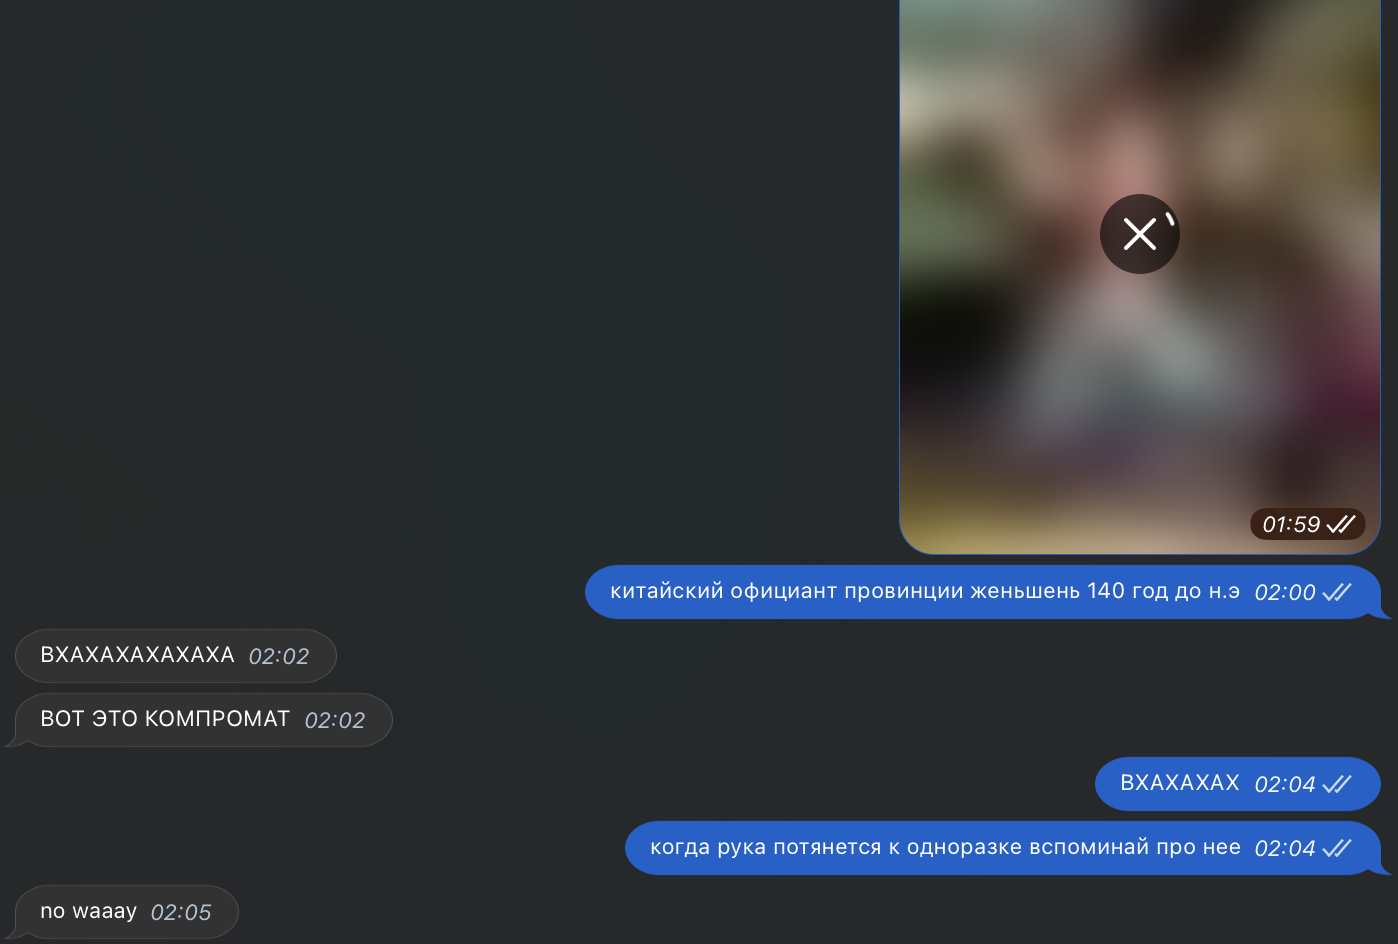 01:59
китайский официант провинции женьшень 140 год до н.э 02:00
ВХАХАХАХАХАХА 02:02
ВОТ ЭТО КОМПРОМАТ 02:02
ВХАХАХАХ 02:04
когда рука потянется к одноразке вспоминай про нее 02:04
no waaay 02:05